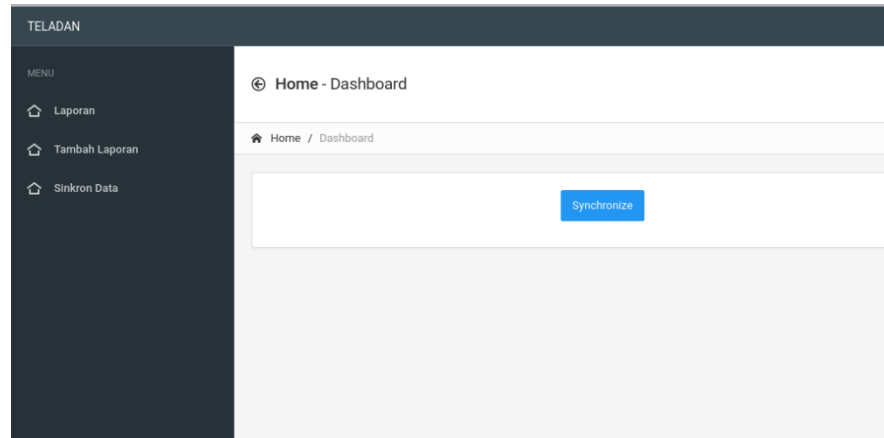 TELADAN
MENU
Laporan
Tambah Laporan
Sinkron Data
Home - Dashboard
Home / Dashboard
Synchronize